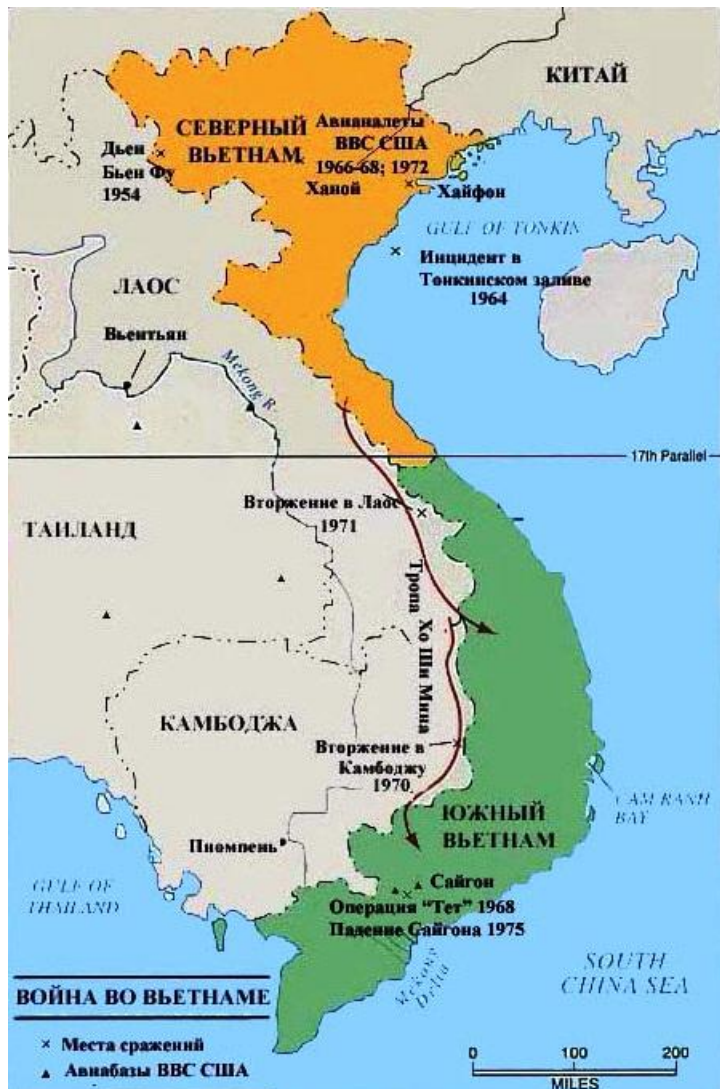 КИТАЙ
СЕВЕРНЫЙ
ВЬЕТНАМ
Авианалеты
ВВС США
1966-68; 1972
Ханой
Хайфон
Дьен
Бьен Фу
1954
GULF OF TONKIN
Инцидент в
Тонкинском заливе
1964
ЛАОС
Вьентьян
Mekong R.
17th Parallel
Вторжение в Лаос
1971
ТАИЛАНД
Тропа Хо Ши Мина
КАМБОДЖА
Вторжение в
Камбоджу
1970
CAM RANH
BAY
ЮЖНЫЙ
ВЬЕТНАМ
Пномпень
Сайгон
GULF OF
THAILAND
Операция “Тет” 1968
Падение Сайгона 1975
Mekong
Delta
SOUTH
CHINA SEA
ВОЙНА ВО ВЬЕТНАМЕ
Места сражений
Авиабазы ВВС США
0 100 200
MILES